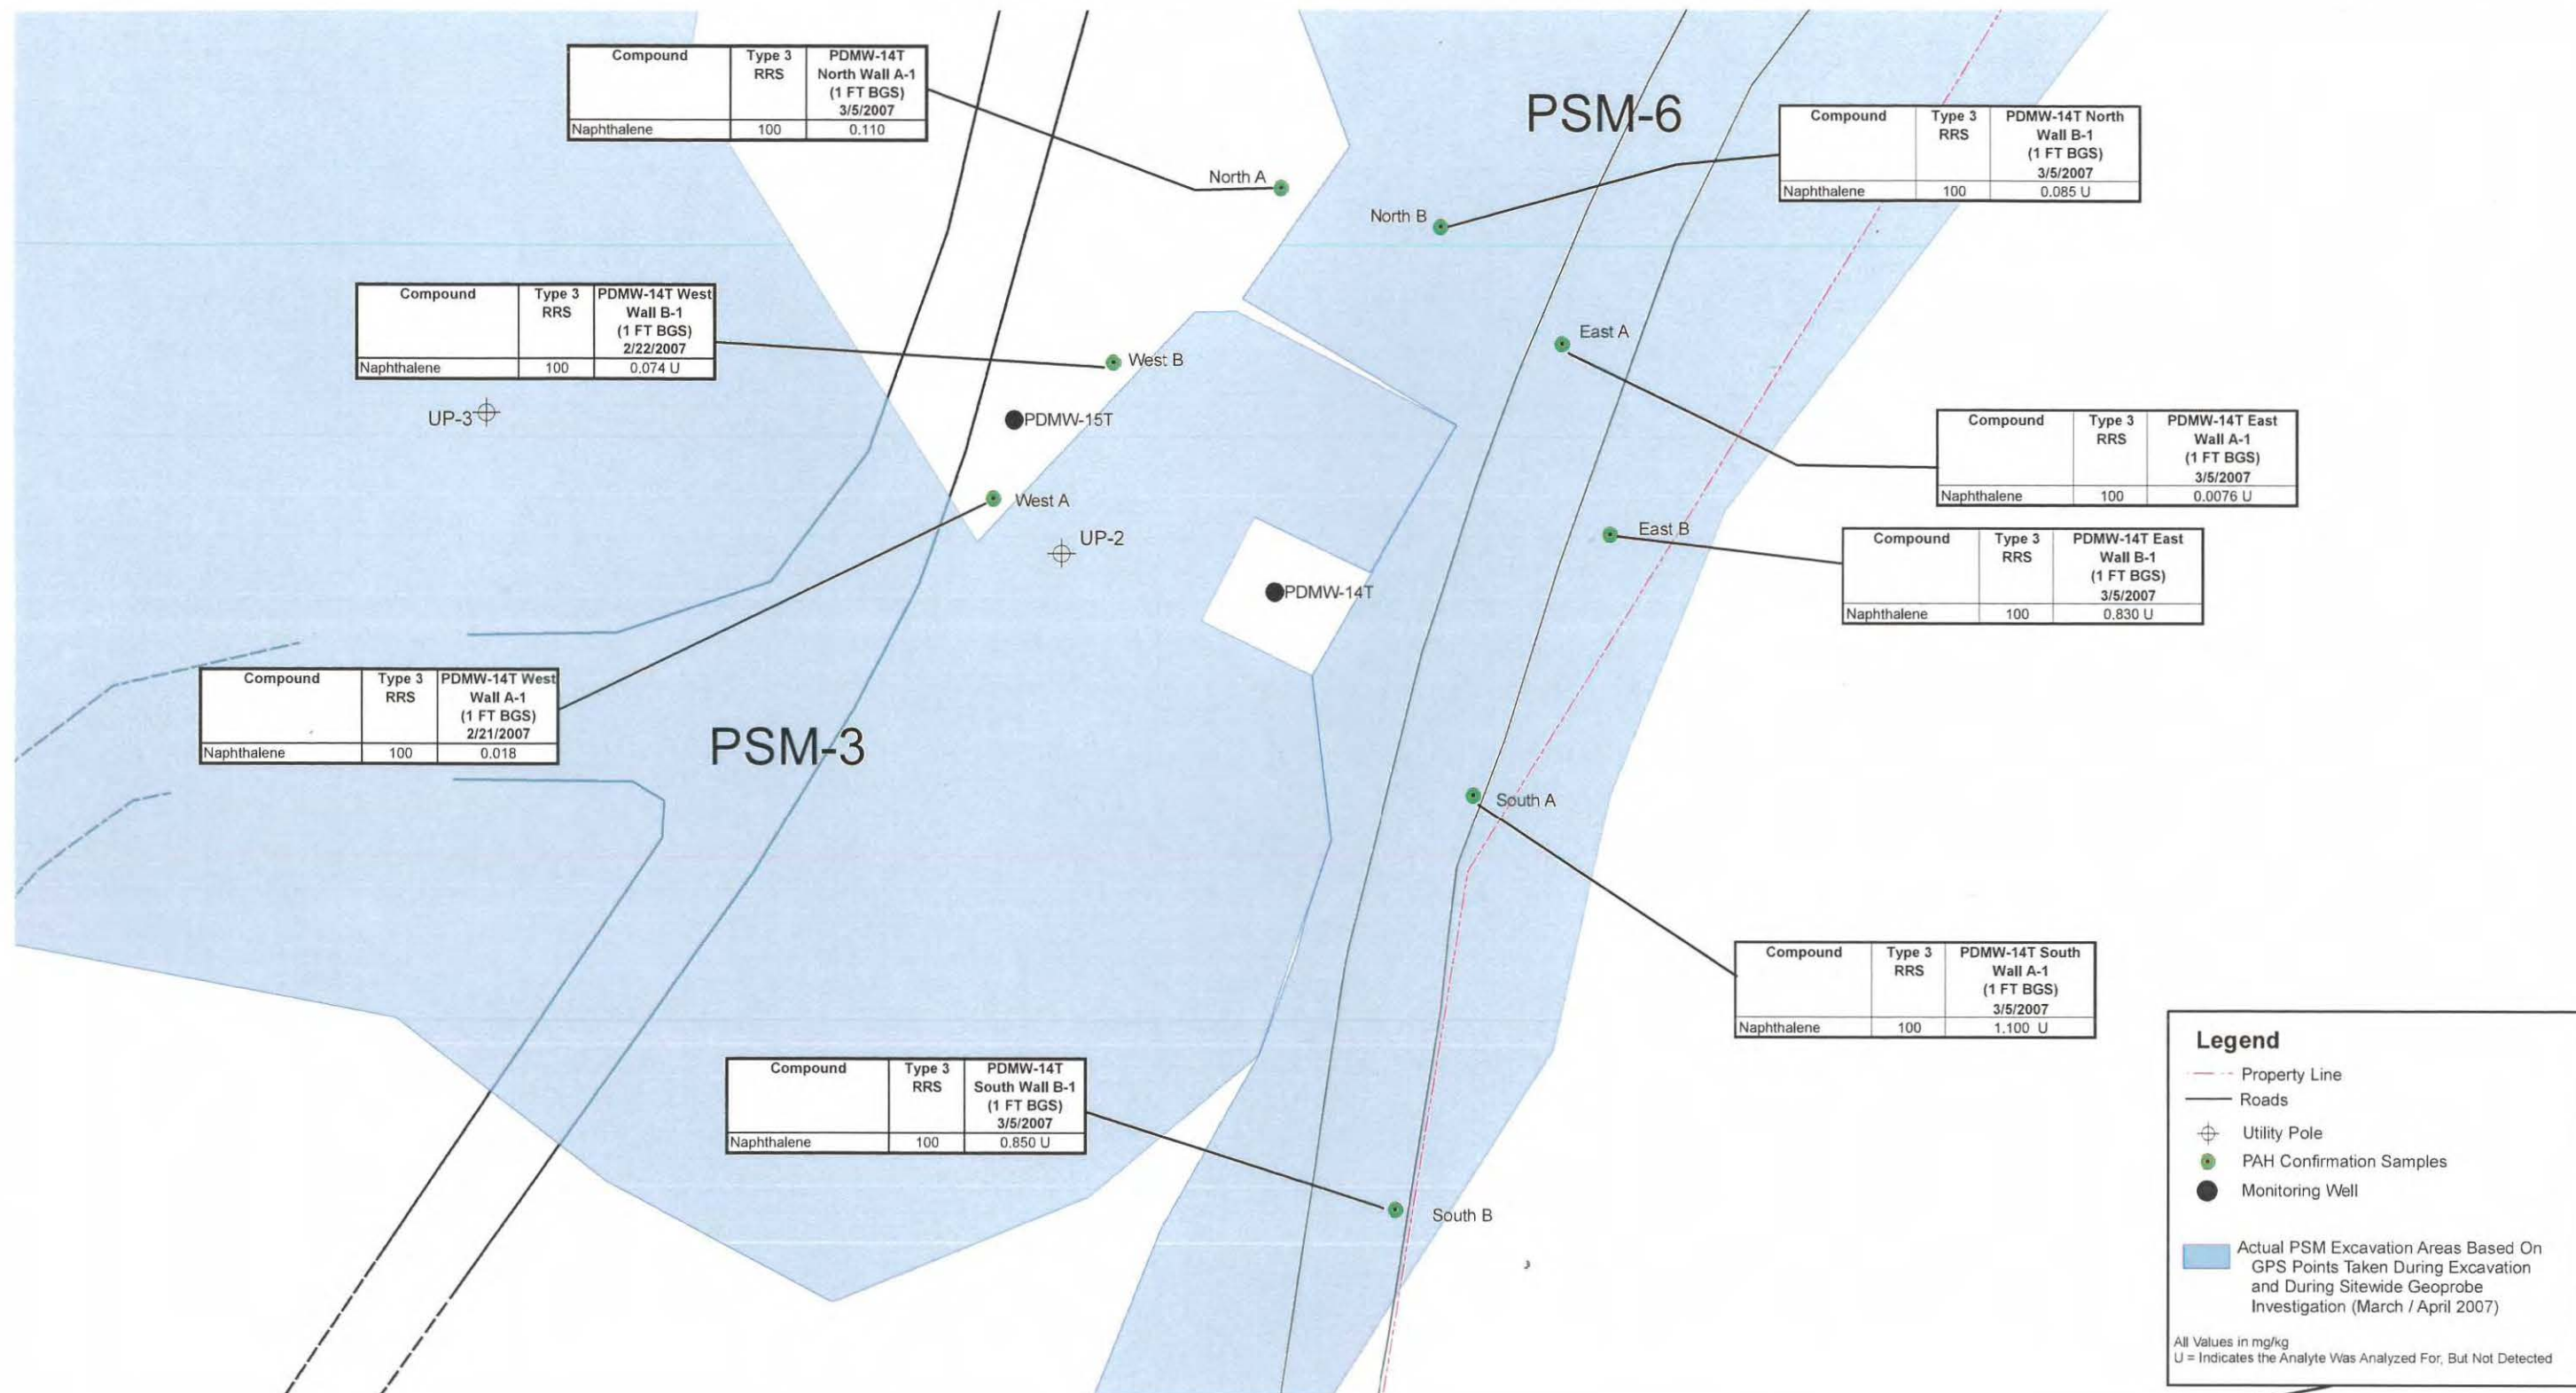 Compound Type 3 PDMW-14T
RRS North Wall A-1
(1 FT BGS)
3/5/2007
Naphthalene 100 0.110
PSM-6
Compound Type 3 PDMW-14T North
RRS Wall B-1
(1 FT BGS)
3/5/2007
Naphthalene 100 0.085 U
North A
North B
Compound Type 3 PDMW-14T West
RRS Wall B-1
(1 FT BGS)
2/22/2007
Naphthalene 100 0.074 U
West B
East A
UP-3
PDMW-15T
Compound Type 3 PDMW-14T East
RRS Wall A-1
(1 FT BGS)
3/5/2007
Naphthalene 100 0.0076 U
West A
UP-2
East B
Compound Type 3 PDMW-14T East
RRS Wall B-1
(1 FT BGS)
3/5/2007
Naphthalene 100 0.830 U
PDMW-14T
Compound Type 3 PDMW-14T West
RRS Wall A-1
(1 FT BGS)
2/21/2007
Naphthalene 100 0.018
PSM-3
South A
Compound Type 3 PDMW-14T South
RRS Wall A-1
(1 FT BGS)
3/5/2007
Naphthalene 100 1.100 U
Compound Type 3 PDMW-14T
RRS South Wall B-1
(1 FT BGS)
3/5/2007
Naphthalene 100 0.850 U
South B
Legend
Property Line
Roads
Utility Pole
PAH Confirmation Samples
Monitoring Well
Actual PSM Excavation Areas Based On
GPS Points Taken During Excavation
and During Sitewide Geoprobe
Investigation (March / April 2007)
All Values in mg/kg
U = Indicates the Analyte Was Analyzed For, But Not Detected